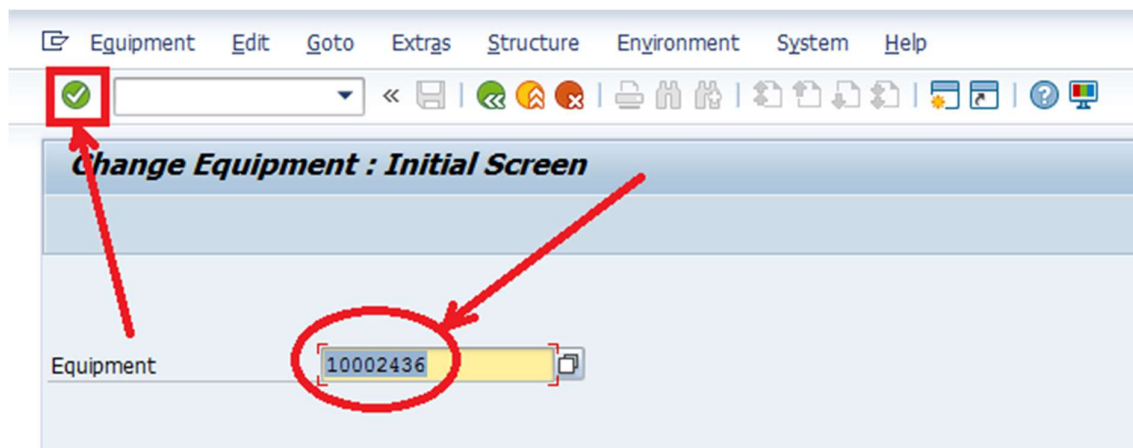 Equipment Edit Goto Extras Structure Environment System Help
Change Equipment : Initial Screen
Equipment 10002436